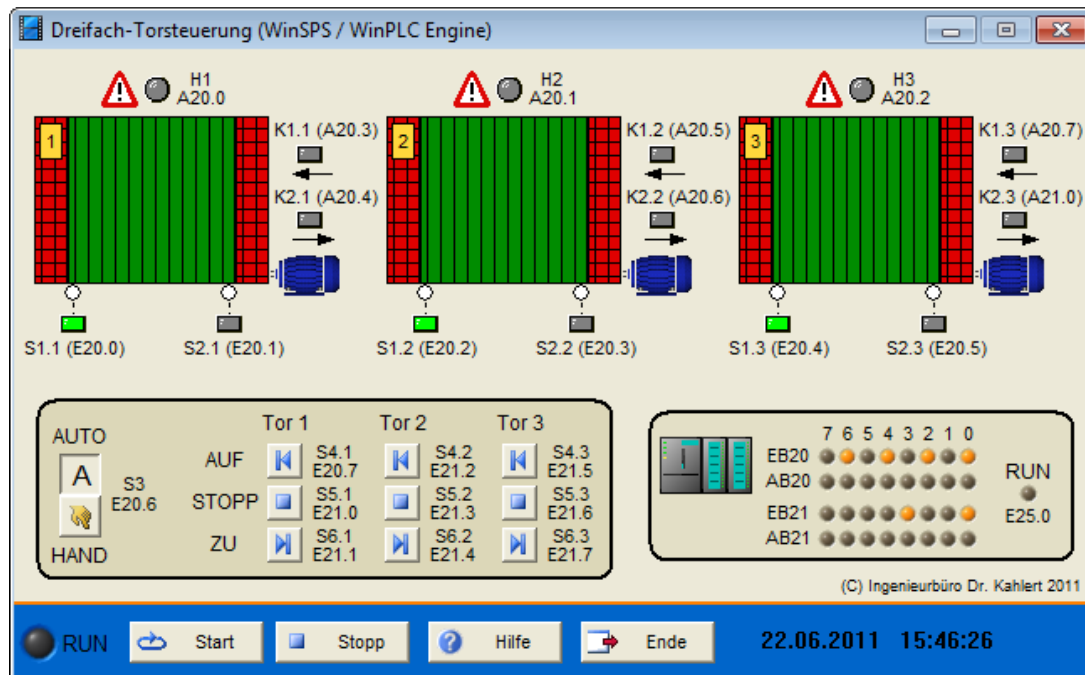 Dreifach-Torsteuerung (WinSPS / WinPLC Engine)
H1
A20.0
H2
A20.1
H3
A20.2
1
K1.1 (A20.3)
K2.1 (A20.4)
2
K1.2 (A20.5)
K2.2 (A20.6)
3
K1.3 (A20.7)
K2.3 (A21.0)
S1.1 (E20.0)
S2.1 (E20.1)
S1.2 (E20.2)
S2.2 (E20.3)
S1.3 (E20.4)
S2.3 (E20.5)
AUTO
A
S3
E20.6
HAND
Tor 1 Tor 2 Tor 3
AUF
S4.1
E20.7
S4.2
E21.2
S4.3
E21.5
STOPP
S5.1
E21.0
S5.2
E21.3
S5.3
E21.6
ZU
S6.1
E21.1
S6.2
E21.4
S6.3
E21.7
7 6 5 4 3 2 1 0
EB20
AB20
EB21
AB21
RUN
E25.0
(C) Ingenieurbüro Dr. Kahlert 2011
RUN Start Stopp Hilfe Ende 22.06.2011 15:46:26